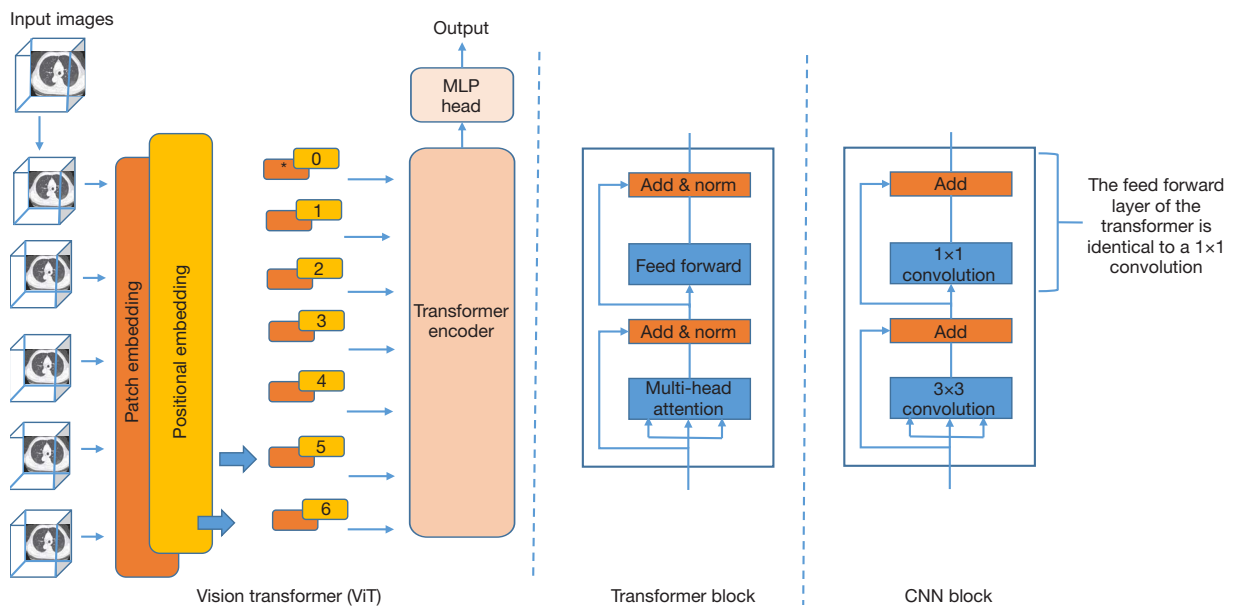 Input images
Output
MLP
head
Patch embedding
Positional embedding
*
0
1
2
3
4
5
6
Transformer
encoder
Vision transformer (ViT)
Add & norm
Feed forward
Add & norm
Multi-head
attention
Transformer block
Add
1×1
convolution
Add
3×3
convolution
CNN block
The feed forward
layer of the
transformer is
identical to a 1×1
convolution